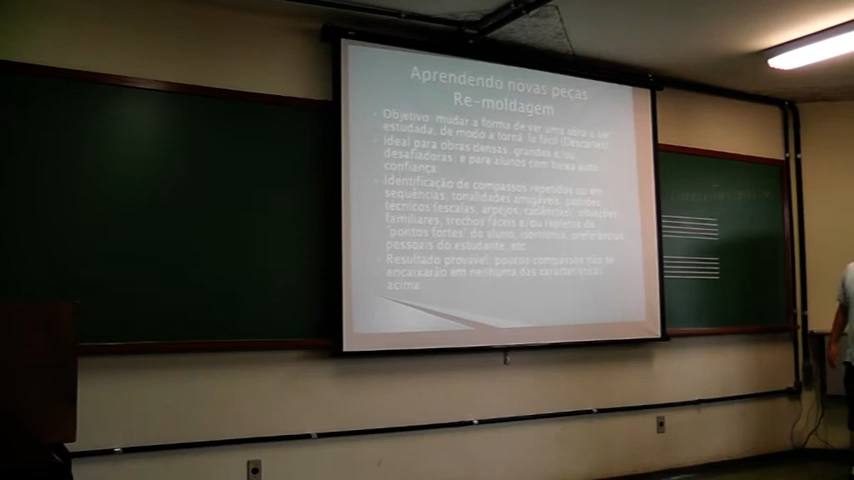 Aprendendo novas peças
Re-moldagem
Objetivo: mudar a forma de ver uma obra a ser
estudada, de modo a torná-la fácil (Descartes)
Ideal para obras densas, grandes e/ou
desafiadoras e para alunos com baixa auto
confiança.
Identificação de compassos repetidos ou em
sequências, tonalidades amigáveis, padrões
técnicos (escalas, arpejos, cadências), situações
familiares, trechos fáceis e/ou repletos de
"pontos fortes" do aluno, isonomia, preferências
pessoais do estudante, etc.
Resultado provável: poucos compassos não se
encaixarão em nenhuma das características
acima.